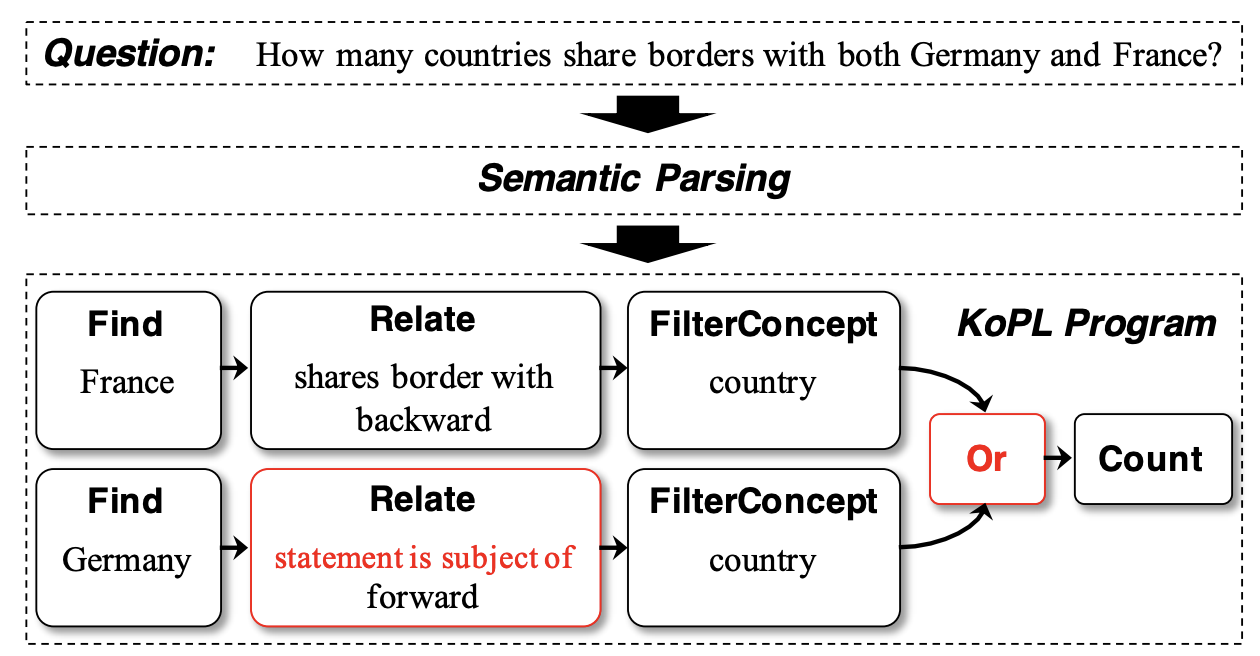 Question: How many countries share borders with both Germany and France?
Semantic Parsing
KoPL Program
Find
France
Relate
shares border with
backward
FilterConcept
country
Find
Germany
Relate
statement is subject of
forward
FilterConcept
country
Or
Count